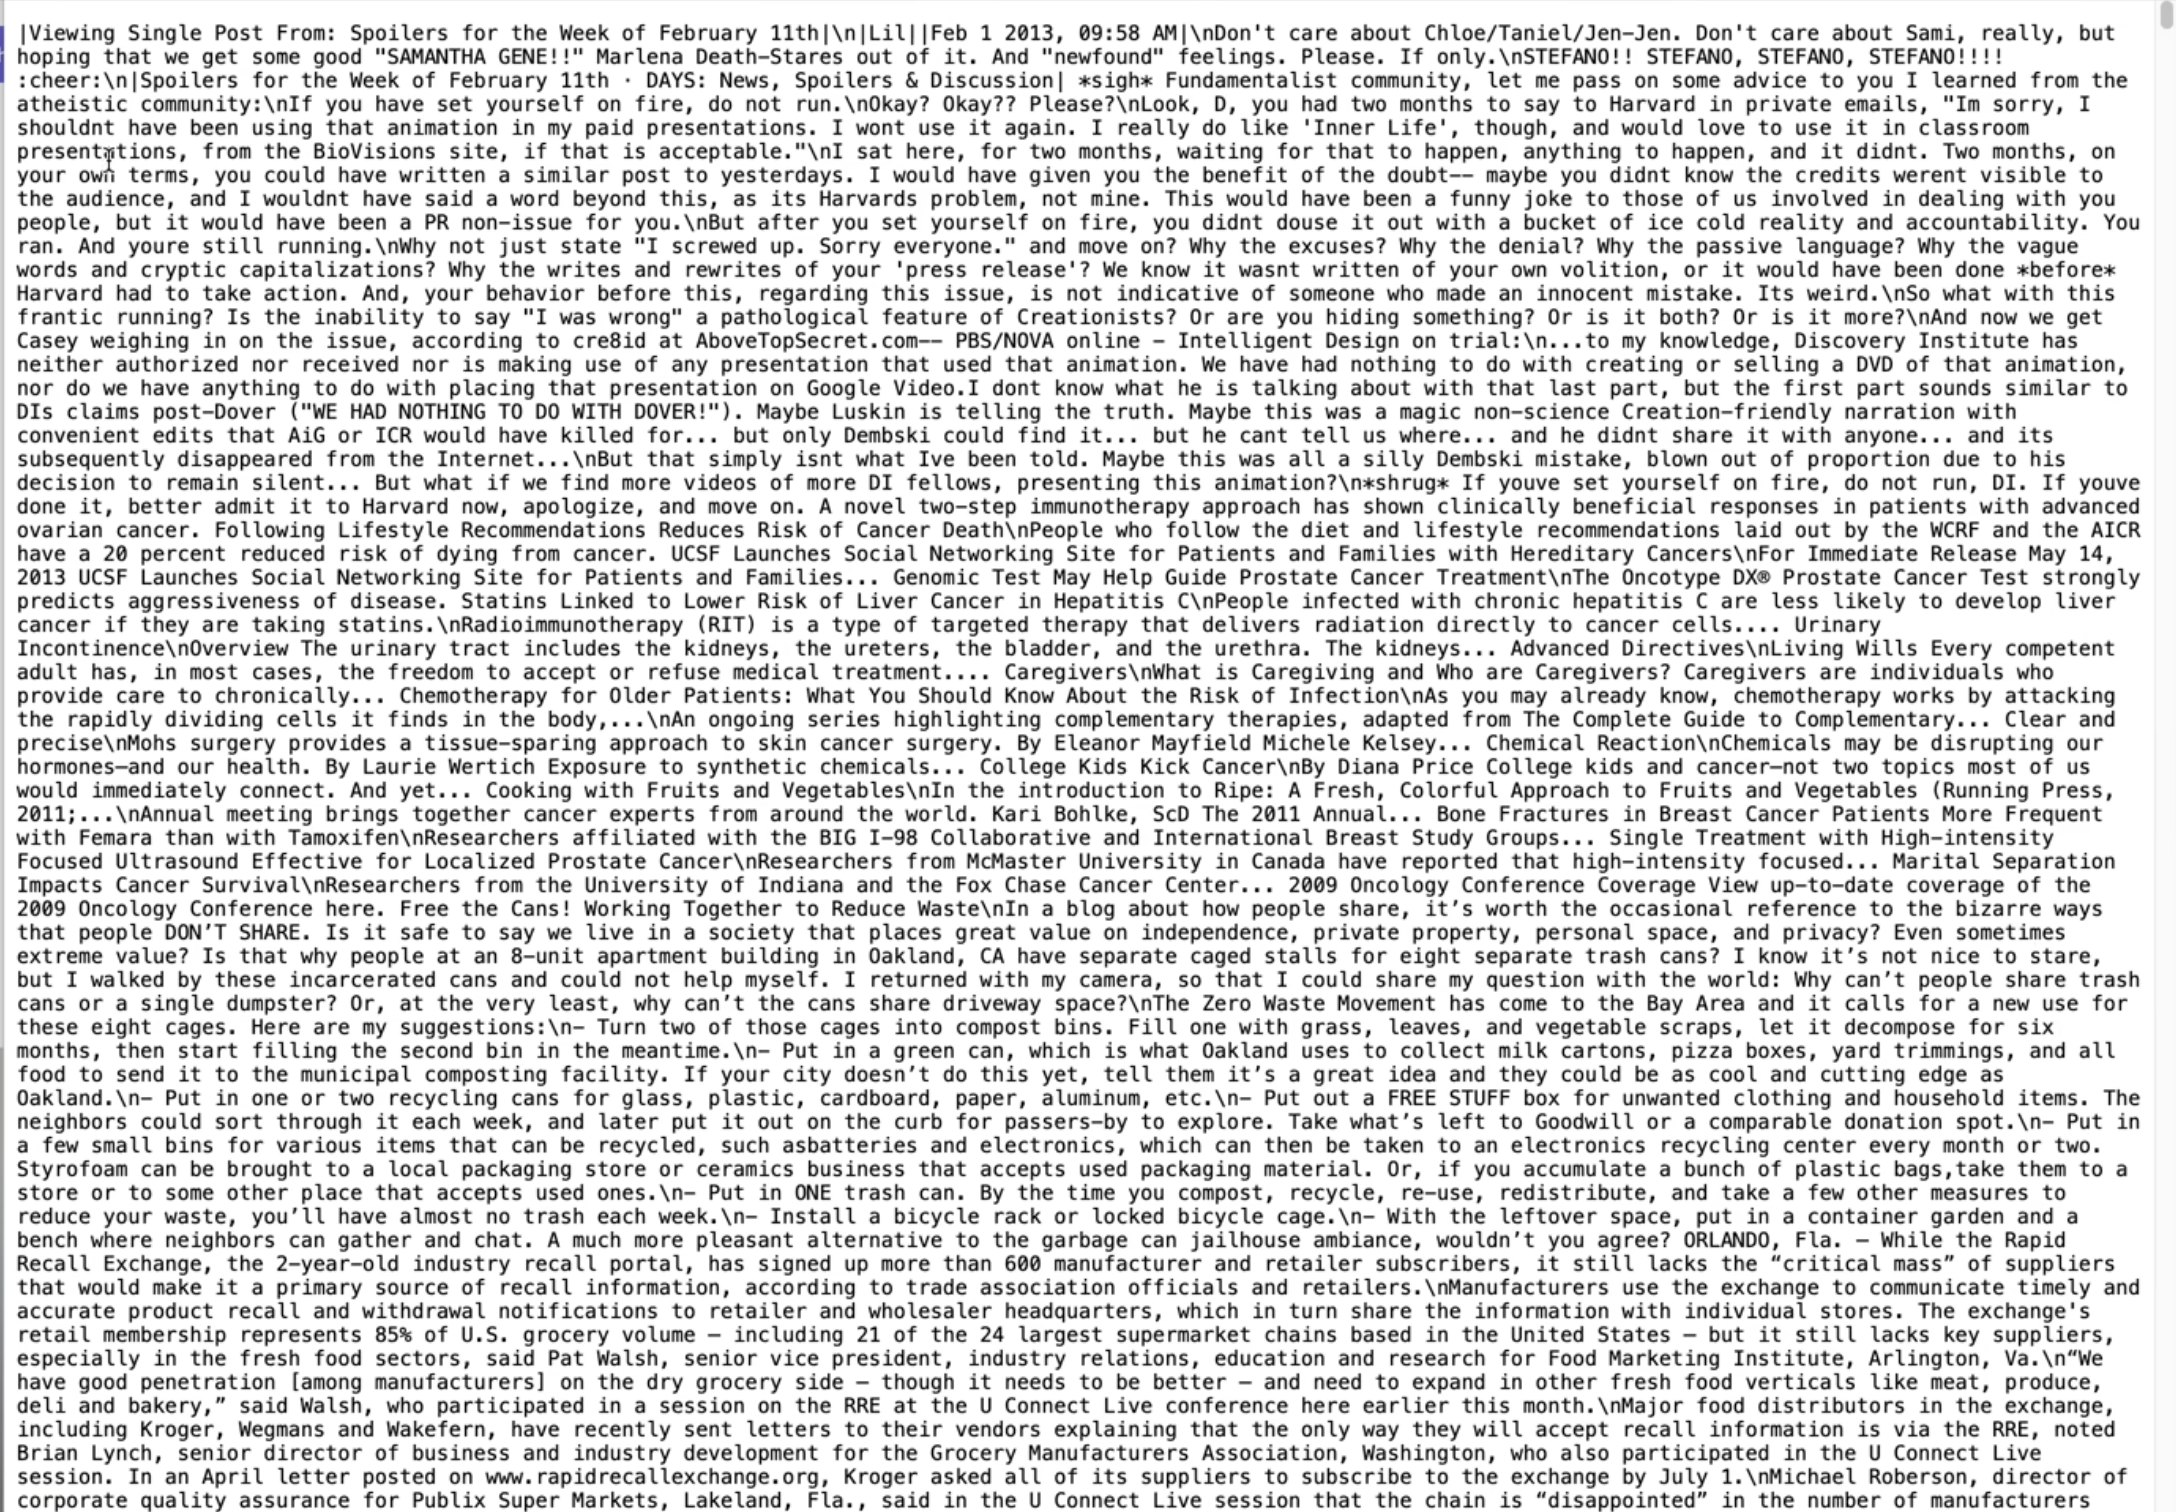 |Viewing Single Post From: Spoilers for the Week of February 11th|\n|Lil||Feb 1 2013, 09:58 AM|\nDon't care about Chloe/Taniel/Jen-Jen. Don't care about Sami, really, but
hoping that we get some good "SAMANTHA GENE!!" Marlena Death-Stares out of it. And "newfound" feelings. Please. If only.\nSTEFANO!! STEFANO, STEFANO, STEFANO!!!!
:cheer:\n|Spoilers for the Week of February 11th · DAYS: News, Spoilers & Discussion| *sigh* Fundamentalist community, let me pass on some advice to you I learned from the
atheistic community:\nIf you have set yourself on fire, do not run.\nOkay? Okay?? Please?\nLook, D, you had two months to say to Harvard in private emails, "Im sorry, I
shouldnt have been using that animation in my paid presentations. I wont use it again. I really do like 'Inner Life', though, and would love to use it in classroom
presentations, from the BioVisions site, if that is acceptable."\nI sat here, for two months, waiting for that to happen, anything to happen, and it didnt. Two months, on
your own terms, you could have written a similar post to yesterdays. I would have given you the benefit of the doubt-- maybe you didnt know the credits werent visible to
the audience, and I wouldnt have said a word beyond this, as its Harvards problem, not mine. This would have been a funny joke to those of us involved in dealing with you
people, but it would have been a PR non-issue for you.\nBut after you set yourself on fire, you didnt douse it out with a bucket of ice cold reality and accountability. You
ran. And youre still running.\nWhy not just state "I screwed up. Sorry everyone." and move on? Why the excuses? Why the denial? Why the passive language? Why the vague
words and cryptic capitalizations? Why the writes and rewrites of your 'press release'? We know it wasnt written of your own volition, or it would have been done *before*
Harvard had to take action. And, your behavior before this, regarding this issue, is not indicative of someone who made an innocent mistake. Its weird.\nSo what with this
frantic running? Is the inability to say "I was wrong" a pathological feature of Creationists? Or are you hiding something? Or is it both? Or is it more?\nAnd now we get
Casey weighing in on the issue, according to cre8id at AboveTopSecret.com-- PBS/NOVA online - Intelligent Design on trial:\n...to my knowledge, Discovery Institute has
neither authorized nor received nor is making use of any presentation that used that animation. We have had nothing to do with creating or selling a DVD of that animation,
nor do we have anything to do with placing that presentation on Google Video.I dont know what he is talking about with that last part, but the first part sounds similar to
DIs claims post-Dover ("WE HAD NOTHING TO DO WITH DOVER!"). Maybe Luskin is telling the truth. Maybe this was a magic non-science Creation-friendly narration with
convenient edits that AiG or ICR would have killed for... but only Dembski could find it... but he cant tell us where... and he didnt share it with anyone... and its
subsequently disappeared from the Internet...\nBut that simply isnt what Ive been told. Maybe this was all a silly Dembski mistake, blown out of proportion due to his
decision to remain silent... But what if we find more videos of more DI fellows, presenting this animation?\n*shrug* If youve set yourself on fire, do not run, DI. If youve
done it, better admit it to Harvard now, apologize, and move on. A novel two-step immunotherapy approach has shown clinically beneficial responses in patients with advanced
ovarian cancer. Following Lifestyle Recommendations Reduces Risk of Cancer Death\nPeople who follow the diet and lifestyle recommendations laid out by the WCRF and the AICR
have a 20 percent reduced risk of dying from cancer. UCSF Launches Social Networking Site for Patients and Families with Hereditary Cancers\nFor Immediate Release May 14,
2013 UCSF Launches Social Networking Site for Patients and Families... Genomic Test May Help Guide Prostate Cancer Treatment\nThe Oncotype DX® Prostate Cancer Test strongly
predicts aggressiveness of disease. Statins Linked to Lower Risk of Liver Cancer in Hepatitis C\nPeople infected with chronic hepatitis C are less likely to develop liver
cancer if they are taking statins.\nRadioimmunotherapy (RIT) is a type of targeted therapy that delivers radiation directly to cancer cells.... Urinary
Incontinence\nOverview The urinary tract includes the kidneys, the ureters, the bladder, and the urethra. The kidneys... Advanced Directives\nLiving Wills Every competent
adult has, in most cases, the freedom to accept or refuse medical treatment.... Caregivers\nWhat is Caregiving and Who are Caregivers? Caregivers are individuals who
provide care to chronically... Chemotherapy for Older Patients: What You Should Know About the Risk of Infection\nAs you may already know, chemotherapy works by attacking
the rapidly dividing cells it finds in the body,...\nAn ongoing series highlighting complementary therapies, adapted from The Complete Guide to Complementary... Clear and
precise\nMohs surgery provides a tissue-sparing approach to skin cancer surgery. By Eleanor Mayfield Michele Kelsey... Chemical Reaction\nChemicals may be disrupting our
hormones—and our health. By Laurie Wertich Exposure to synthetic chemicals... College Kids Kick Cancer\nBy Diana Price College kids and cancer—not two topics most of us
would immediately connect. And yet... Cooking with Fruits and Vegetables\nIn the introduction to Ripe: A Fresh, Colorful Approach to Fruits and Vegetables (Running Press,
2011;...\nAnnual meeting brings together cancer experts from around the world. Kari Bohlke, ScD The 2011 Annual... Bone Fractures in Breast Cancer Patients More Frequent
with Femara than with Tamoxifen\nResearchers affiliated with the BIG I-98 Collaborative and International Breast Study Groups... Single Treatment with High-intensity
Focused Ultrasound Effective for Localized Prostate Cancer\nResearchers from McMaster University in Canada have reported that high-intensity focused... Marital Separation
Impacts Cancer Survival\nResearchers from the University of Indiana and the Fox Chase Cancer Center... 2009 Oncology Conference Coverage View up-to-date coverage of the
2009 Oncology Conference here. Free the Cans! Working Together to Reduce Waste\nIn a blog about how people share, it’s worth the occasional reference to the bizarre ways
that people DON’T SHARE. Is it safe to say we live in a society that places great value on independence, private property, personal space, and privacy? Even sometimes
extreme value? Is that why people at an 8-unit apartment building in Oakland, CA have separate caged stalls for eight separate trash cans? I know it’s not nice to stare,
but I walked by these incarcerated cans and could not help myself. I returned with my camera, so that I could share my question with the world: Why can’t people share trash
cans or a single dumpster? Or, at the very least, why can’t the cans share driveway space?\nThe Zero Waste Movement has come to the Bay Area and it calls for a new use for
these eight cages. Here are my suggestions:\n- Turn two of those cages into compost bins. Fill one with grass, leaves, and vegetable scraps, let it decompose for six
months, then start filling the second bin in the meantime.\n- Put in a green can, which is what Oakland uses to collect milk cartons, pizza boxes, yard trimmings, and all
food to send it to the municipal composting facility. If your city doesn’t do this yet, tell them it’s a great idea and they could be as cool and cutting edge as
Oakland.\n- Put in one or two recycling cans for glass, plastic, cardboard, paper, aluminum, etc.\n- Put out a FREE STUFF box for unwanted clothing and household items. The
neighbors could sort through it each week, and later put it out on the curb for passers-by to explore. Take what’s left to Goodwill or a comparable donation spot.\n- Put in
a few small bins for various items that can be recycled, such asbatteries and electronics, which can then be taken to an electronics recycling center every month or two.
Styrofoam can be brought to a local packaging store or ceramics business that accepts used packaging material. Or, if you accumulate a bunch of plastic bags,take them to a
store or to some other place that accepts used ones.\n- Put in ONE trash can. By the time you compost, recycle, re-use, redistribute, and take a few other measures to
reduce your waste, you’ll have almost no trash each week.\n- Install a bicycle rack or locked bicycle cage.\n- With the leftover space, put in a container garden and a
bench where neighbors can gather and chat. A much more pleasant alternative to the garbage can jailhouse ambiance, wouldn’t you agree? ORLANDO, Fla. — While the Rapid
Recall Exchange, the 2-year-old industry recall portal, has signed up more than 600 manufacturer and retailer subscribers, it still lacks the “critical mass” of suppliers
that would make it a primary source of recall information, according to trade association officials and retailers.\nManufacturers use the exchange to communicate timely and
accurate product recall and withdrawal notifications to retailer and wholesaler headquarters, which in turn share the information with individual stores. The exchange's
retail membership represents 85% of U.S. grocery volume — including 21 of the 24 largest supermarket chains based in the United States — but it still lacks key suppliers,
especially in the fresh food sectors, said Pat Walsh, senior vice president, industry relations, education and research for Food Marketing Institute, Arlington, Va.\n“We
have good penetration [among manufacturers] on the dry grocery side — though it needs to be better — and need to expand in other fresh food verticals like meat, produce,
deli and bakery,” said Walsh, who participated in a session on the RRE at the U Connect Live conference here earlier this month.\nMajor food distributors in the exchange,
including Kroger, Wegmans and Wakefern, have recently sent letters to their vendors explaining that the only way they will accept recall information is via the RRE, noted
Brian Lynch, senior director of business and industry development for the Grocery Manufacturers Association, Washington, who also participated in the U Connect Live
session. In an April letter posted on www.rapidrecallexchange.org, Kroger asked all of its suppliers to subscribe to the exchange by July 1.\nMichael Roberson, director of
corporate quality assurance for Publix Super Markets, Lakeland, Fla., said in the U Connect Live session that the chain is “disappointed” in the number of manufacturers